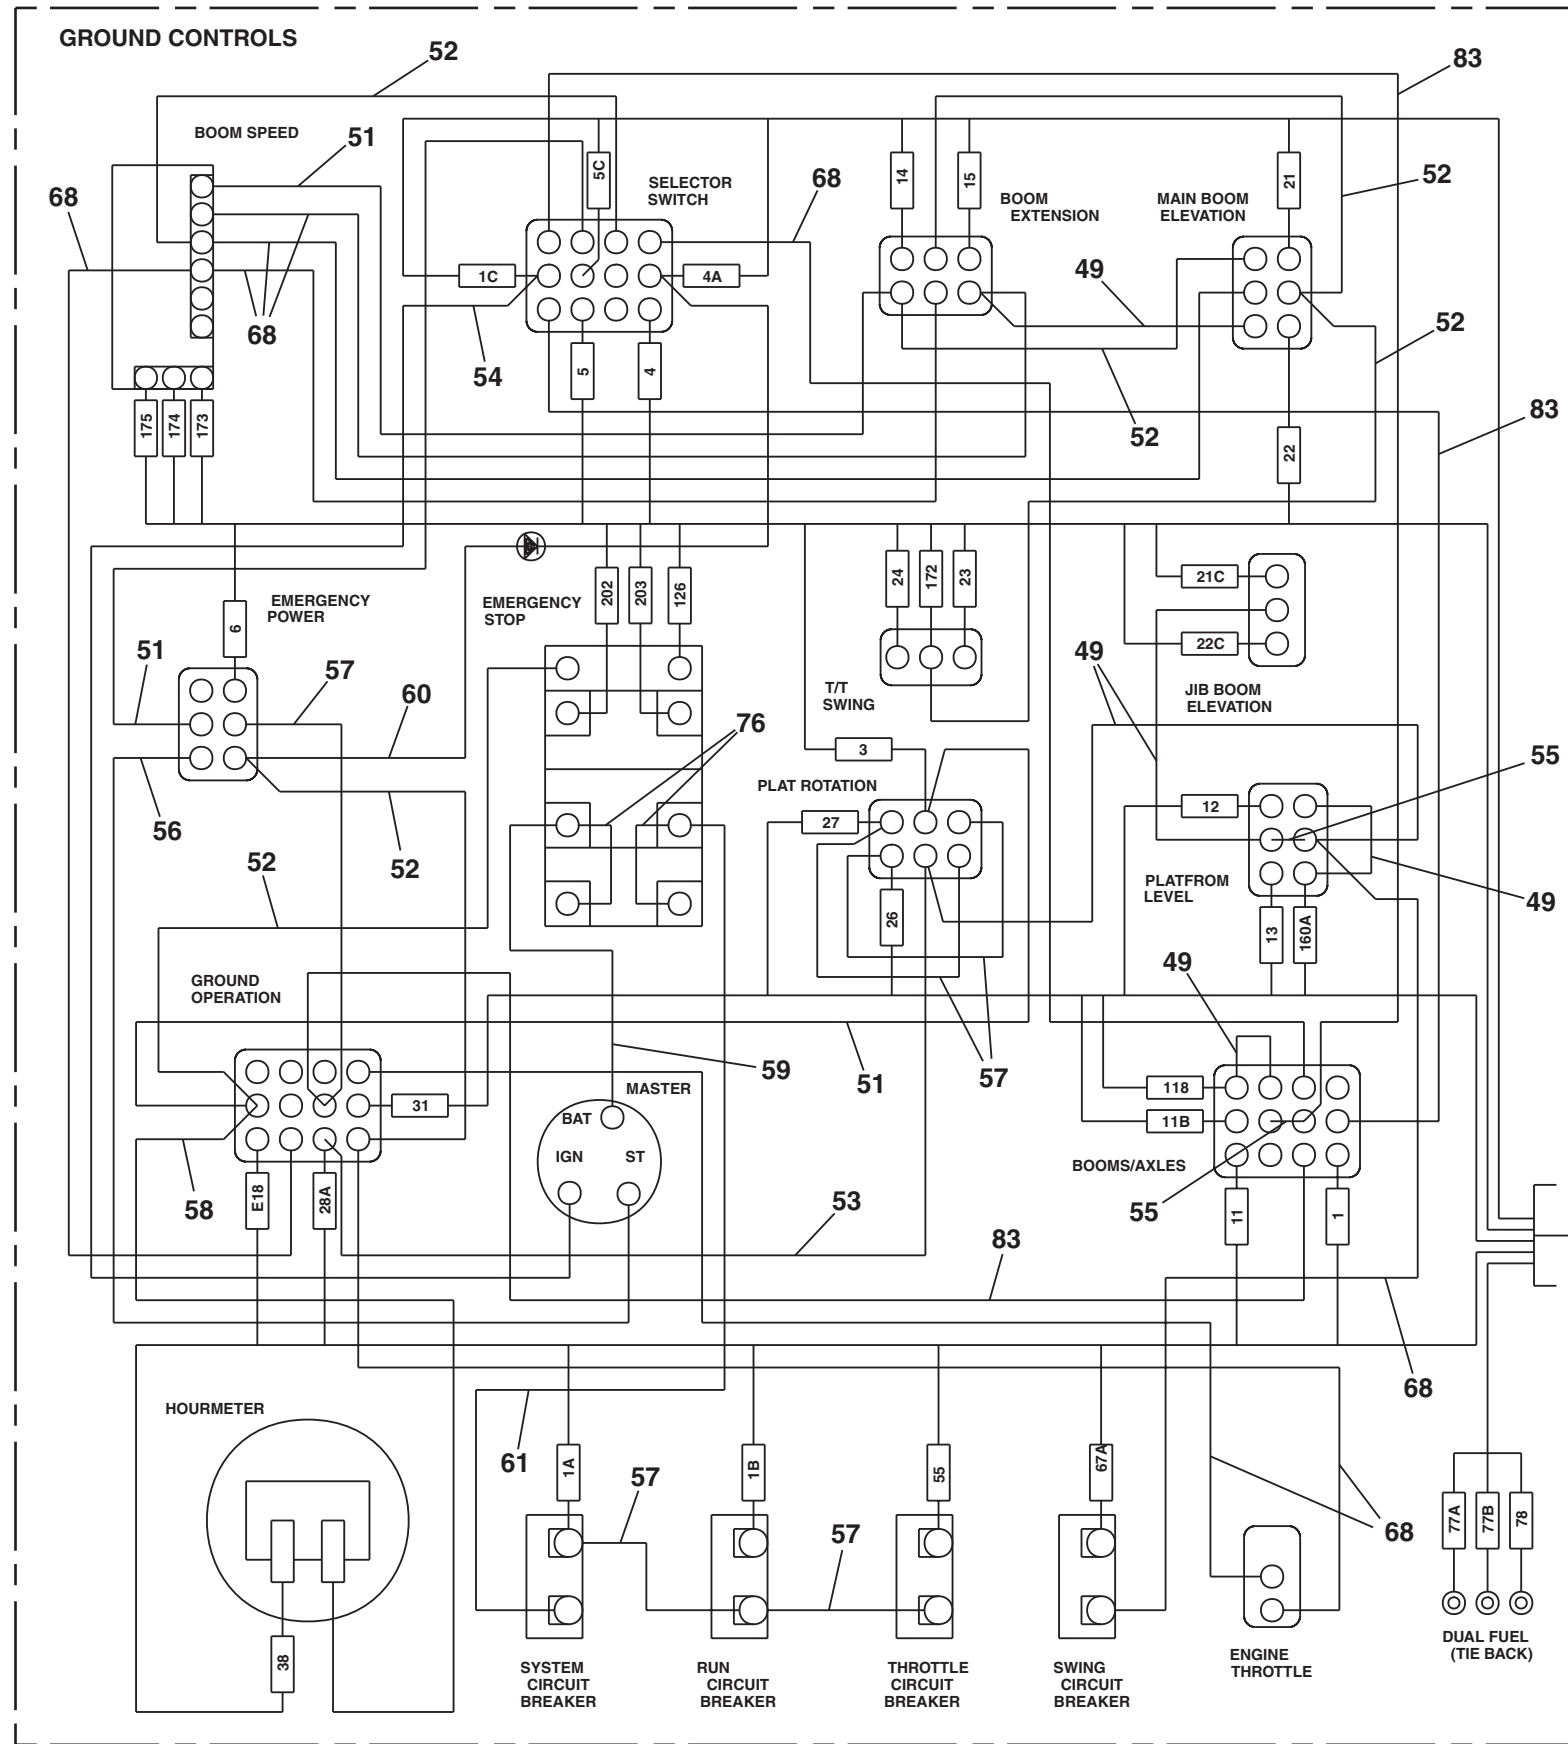 GROUND CONTROLS
52
83
BOOM SPEED
51
68
5C
SELECTOR
SWITCH
68
14
15
BOOM
EXTENSION
MAIN BOOM
ELEVATION
21
52
68
1C
4A
49
68
54
5
4
52
52
83
175
174
173
22
6
EMERGENCY
POWER
EMERGENCY
STOP
202
203
126
24
172
23
21C
22C
51
57
60
76
T/T
SWING
49
JIB BOOM
ELEVATION
3
55
PLAT ROTATION
56
52
27
12
52
26
PLATFROM
LEVEL
49
13
160A
GROUND
OPERATION
49
59
51
57
MASTER
31
BAT
118
11B
IGN
ST
BOOMS/AXLES
58
E18
28A
53
55
11
1
83
68
HOURMETER
61
1A
57
1B
57
55
67A
68
77A
77B
78
38
SYSTEM
CIRCUIT
BREAKER
RUN
CIRCUIT
BREAKER
THROTTLE
CIRCUIT
BREAKER
SWING
CIRCUIT
BREAKER
ENGINE
THROTTLE
DUAL FUEL
(TIE BACK)